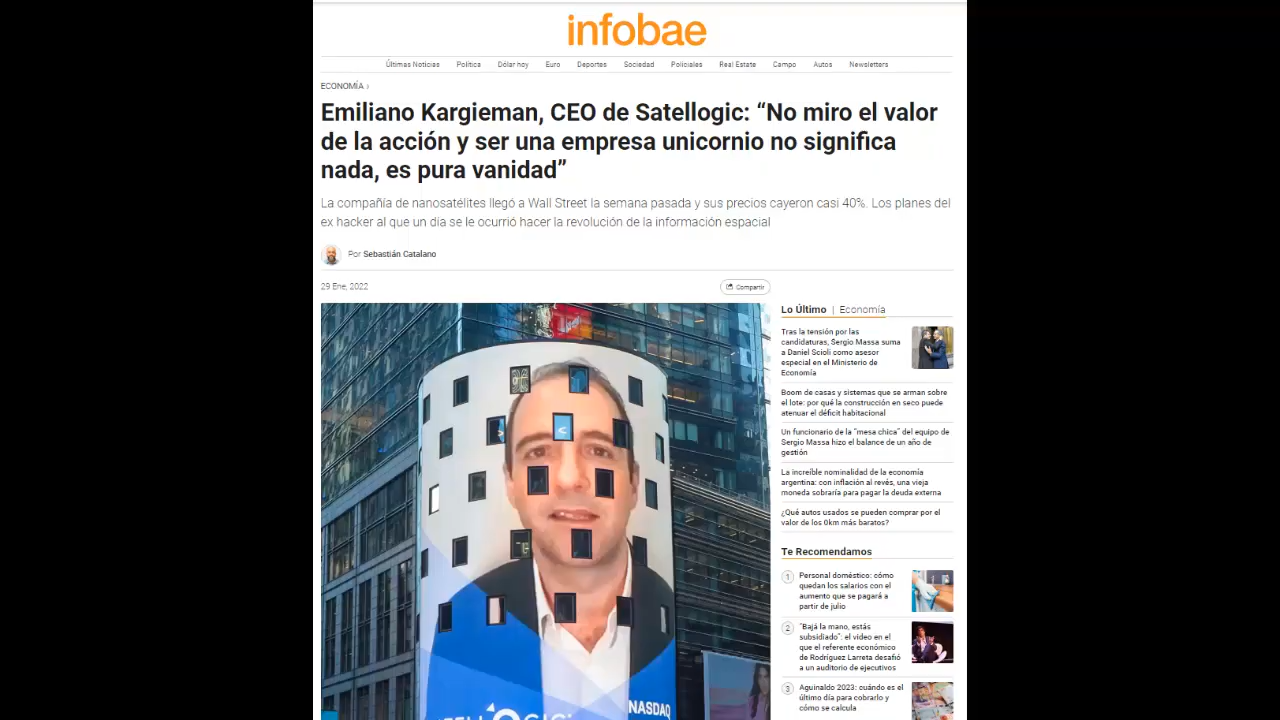 infobae
Últimas Noticias Política Dólar hoy Euro Deportes Sociedad Policiales Real Estate Campo Autos Newsletters
ECONOMÍA ›
Emiliano Kargieman, CEO de Satellogic: “No miro el valor
de la acción y ser una empresa unicornio no significa
nada, es pura vanidad”
La compañía de nanosatélites llegó a Wall Street la semana pasada y sus precios cayeron casi 40%. Los planes del
ex hacker al que un día se le ocurrió hacer la revolución de la información espacial
Por Sebastián Catalano
29 Ene, 2022
Compartir
Lo Último | Economía
Tras la tensión por las
candidaturas, Sergio Massa suma
a Daniel Scioli como asesor
especial en el Ministerio de
Economía
Boom de casas y sistemas que se arman sobre
el lote: por qué la construcción en seco puede
atenuar el déficit habitacional
Un funcionario de la “mesa chica” del equipo de
Sergio Massa hizo el balance de un año de
gestión
La increíble nominalidad de la economía
argentina: con inflación al revés, una vieja
moneda sobraría para pagar la deuda externa
¿Qué autos usados se pueden comprar por el
valor de los 0km más baratos?
Te Recomendamos
1 Personal doméstico: cómo
quedan los salarios con el
aumento que se pagará a
partir de julio
2 “Bajá la mano, estás
subsidiado”: el video en el
que el referente económico
de Rodríguez Larreta desafió
a un auditorio de ejecutivos
3 Aguinaldo 2023: cuándo es el
último día para cobrarlo y
cómo se calcula
NASDAQ